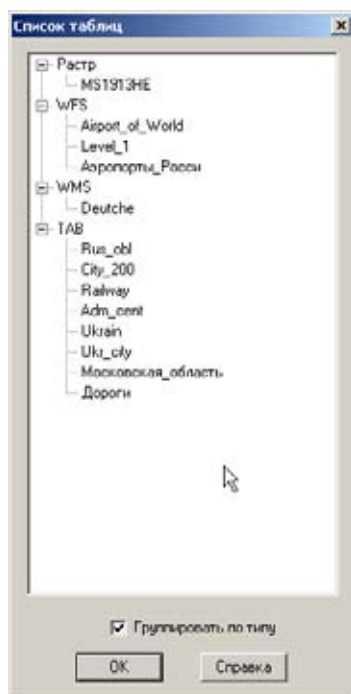 Список таблиц
Растр
MS1913HE
WFS
Airport_of_World
Level_1
Аэропорты_Росси
WMS
Deutche
TAB
Rus_obl
City_200
Railway
Adm_cent
Ukrain
Ukr_city
Московская_область
Дороги
Группировать по типу
OK
Справка